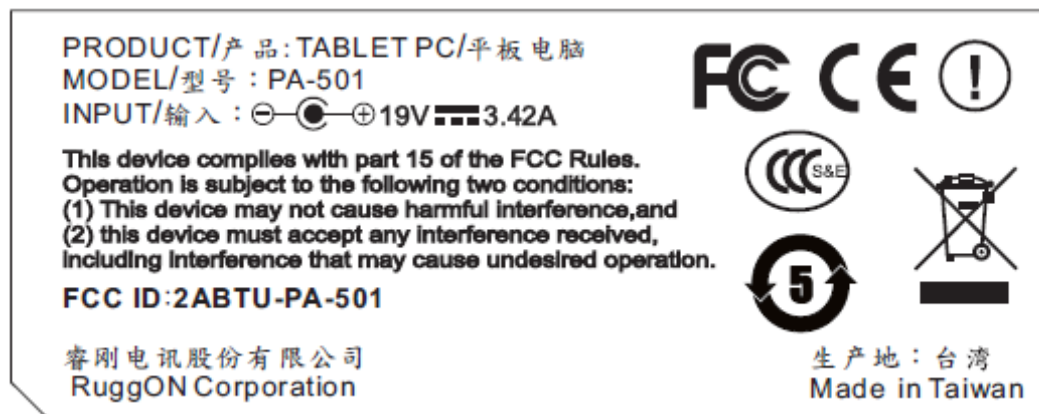 PRODUCT/产品: TABLET PC/平板电脑
MODEL/型号：PA-501
INPUT/输入：19V 3.42A
This device complies with part 15 of the FCC Rules.
Operation is subject to the following two conditions:
(1) This device may not cause harmful interference,and
(2) this device must accept any interference received,
including interference that may cause undesired operation.
FCC ID:2ABTU-PA-501
睿刚电讯股份有限公司
RuggON Corporation
FC CE !
CCC S&E
5
生产地：台湾
Made in Taiwan